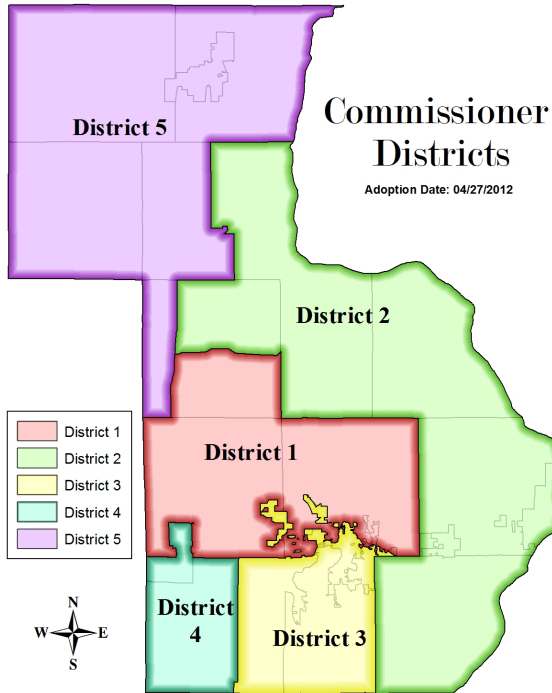 Commissioner
Districts
Adoption Date: 04/27/2012
District 5
District 2
District 1
District
4
District 3
District 1
District 2
District 3
District 4
District 5
N
W E
S